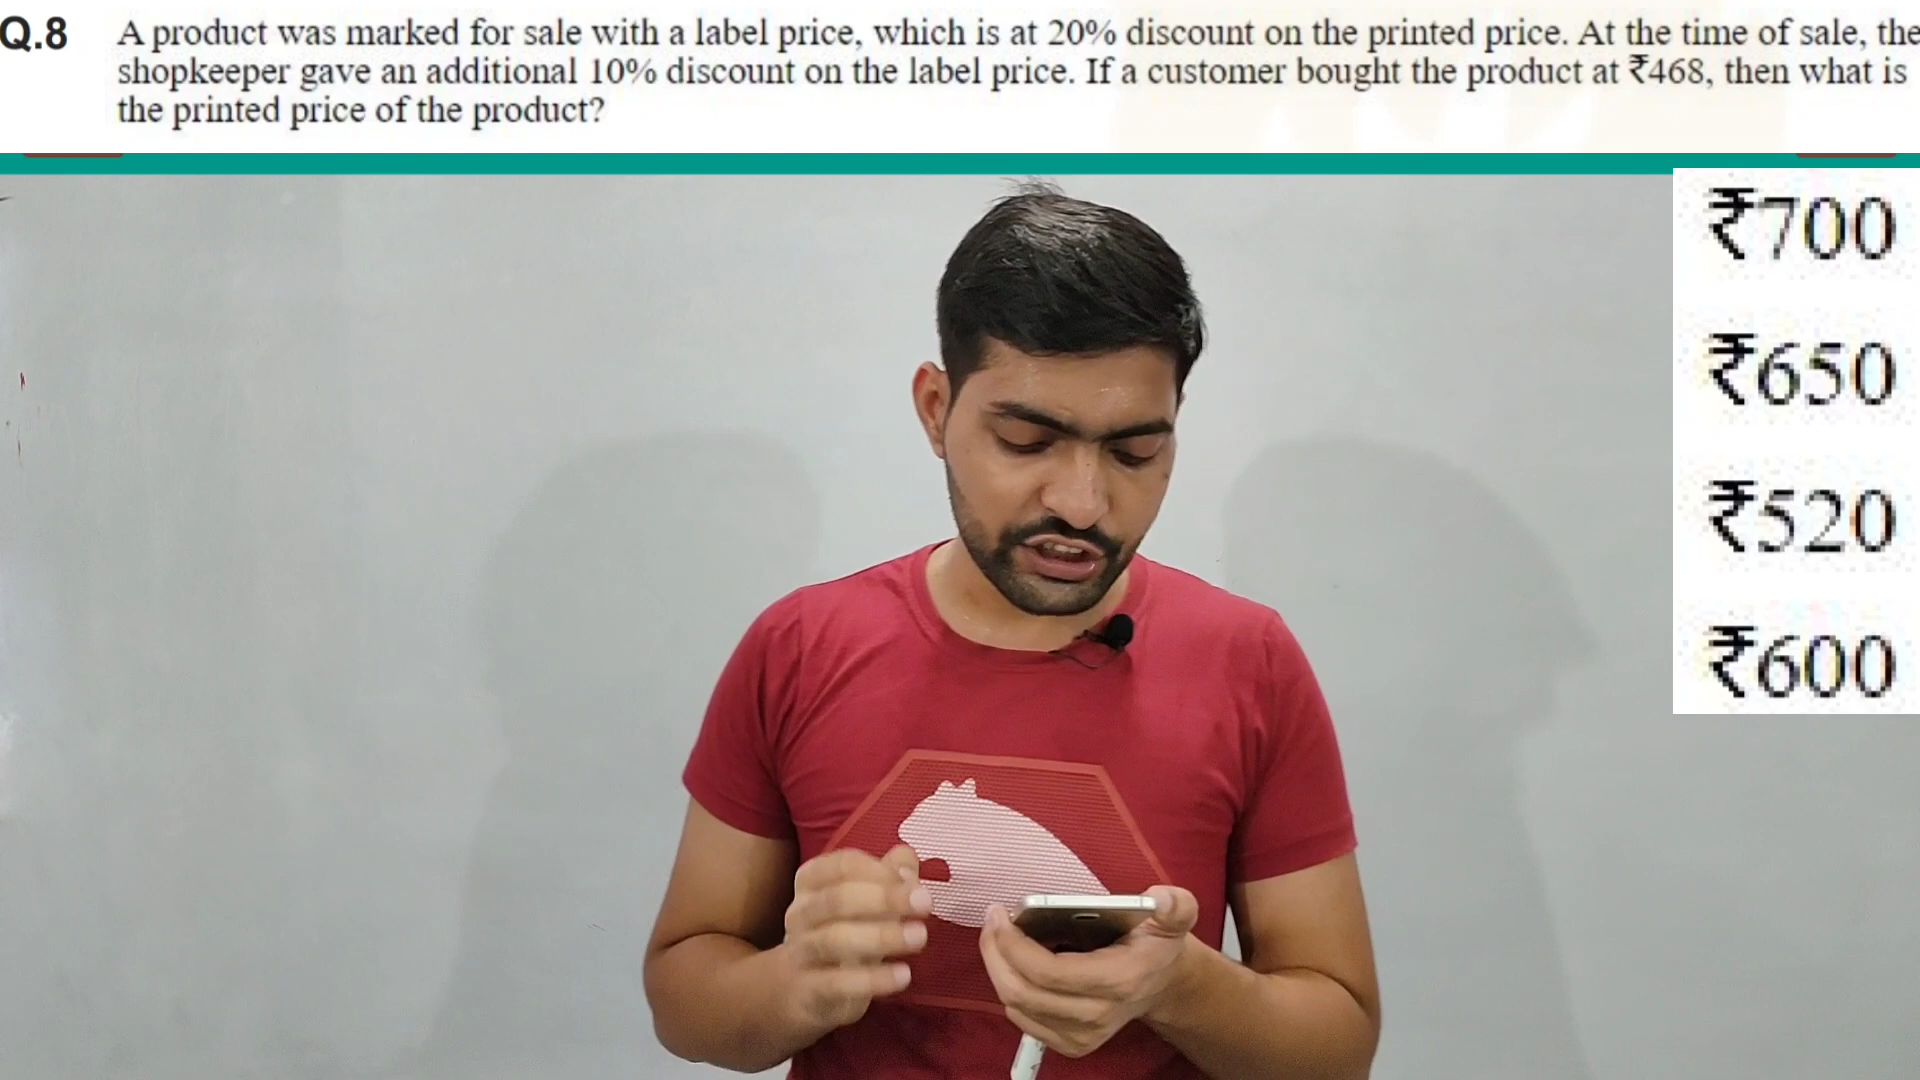 Q.8 A product was marked for sale with a label price, which is at 20% discount on the printed price. At the time of sale, the
shopkeeper gave an additional 10% discount on the label price. If a customer bought the product at ₹468, then what is
the printed price of the product?
₹700
₹650
₹520
₹600